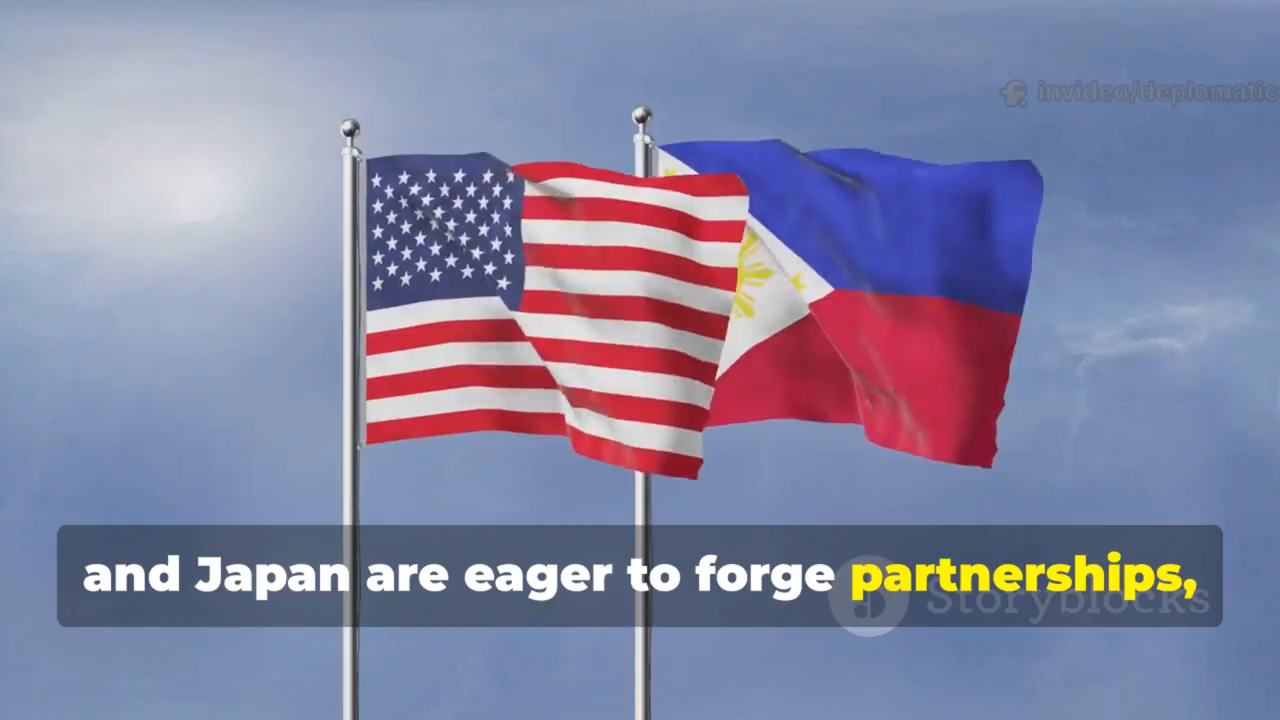 invideo/deplomatic
and Japan are eager to forge partnerships,
Storyblocks